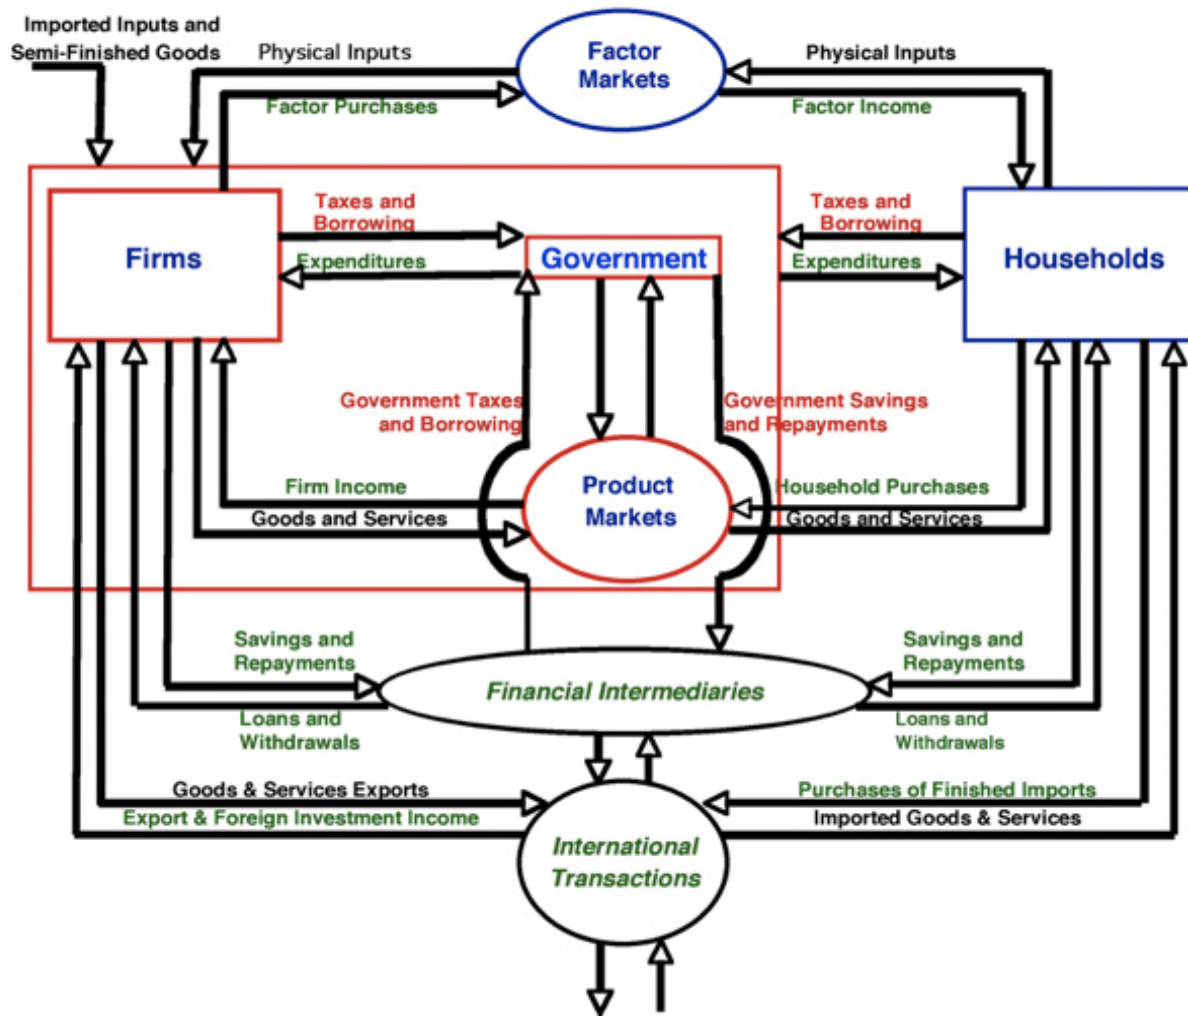 Imported Inputs and
Semi-Finished Goods
Physical Inputs
Factor Purchases
Factor
Markets
Physical Inputs
Factor Income
Firms
Taxes and
Borrowing
Expenditures
Government
Taxes and
Borrowing
Expenditures
Households
Government Taxes
and Borrowing
Government Savings
and Repayments
Firm Income
Goods and Services
Product
Markets
Household Purchases
Goods and Services
Savings and
Repayments
Loans and
Withdrawals
Financial Intermediaries
Savings and
Repayments
Loans and
Withdrawals
Goods & Services Exports
Export & Foreign Investment Income
International
Transactions
Purchases of Finished Imports
Imported Goods & Services